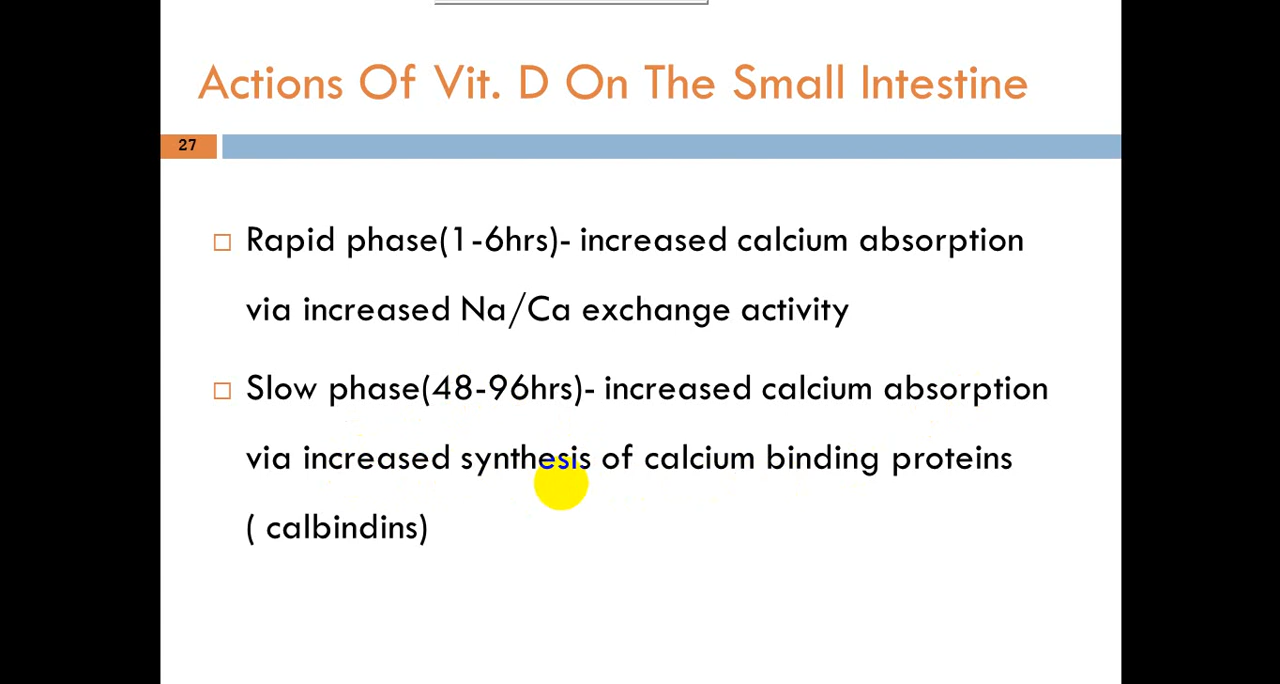 Actions Of Vit. D On The Small Intestine
27
Rapid phase(1-6hrs)- increased calcium absorption
via increased Na/Ca exchange activity
Slow phase(48-96hrs)- increased calcium absorption
via increased synthesis of calcium binding proteins
( calbindins)